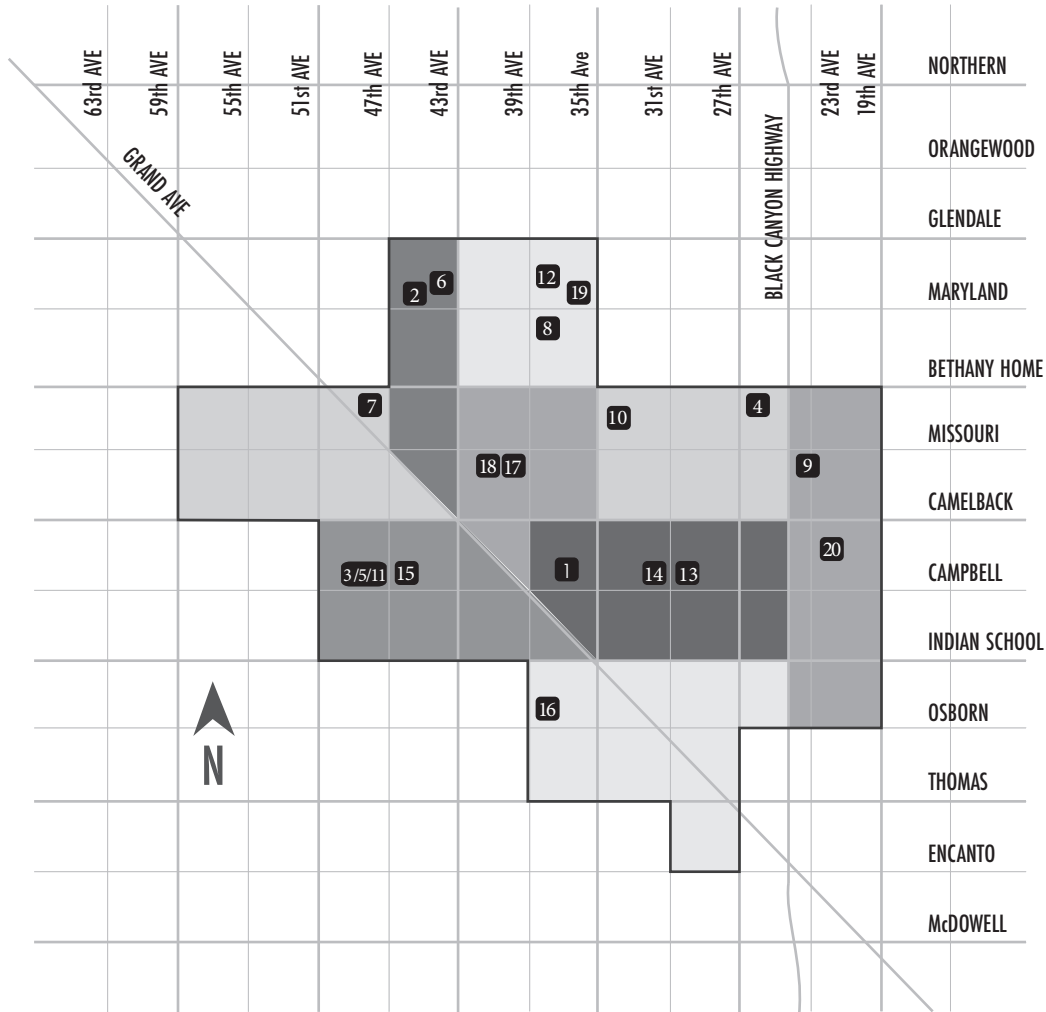 63rd AVE
59th AVE
55th AVE
51st AVE
47th AVE
43rd AVE
39th AVE
35th Ave
31st AVE
27th AVE
BLACK CANYON HIGHWAY
23rd AVE
19th AVE
NORTHERN
ORANGEWOOD
GRAND AVE
GLENDALE
12
6
2
19
MARYLAND
8
BETHANY HOME
7
4
10
MISSOURI
18
17
9
CAMELBACK
20
3/5/11
15
1
14
13
CAMPBELL
INDIAN SCHOOL
16
OSBORN
N
THOMAS
ENCANTO
McDOWELL